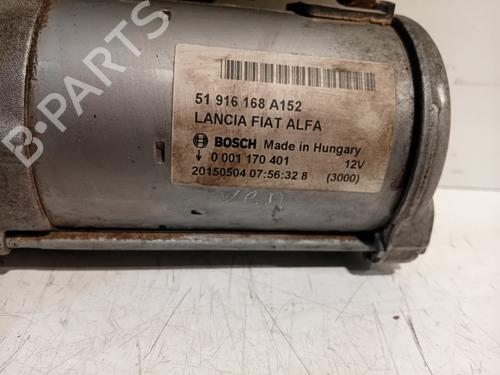 B-PARTS
51 916 168 A152
LANCIA FIAT ALFA
BOSCH Made in Hungary
0 001 170 401 12V
20150504 07:56:32 8 (3000)